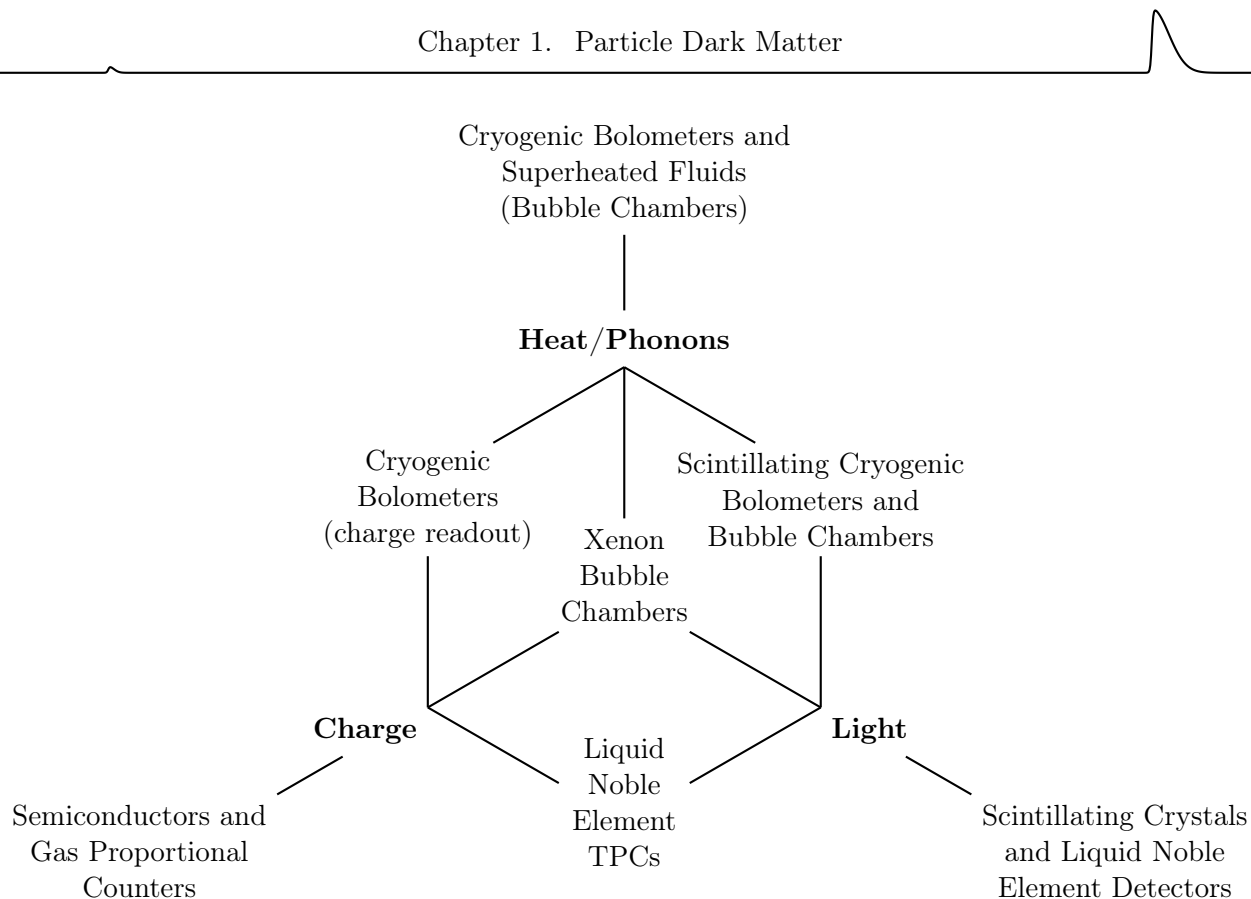 Chapter 1. Particle Dark Matter
Cryogenic Bolometers and
Superheated Fluids
(Bubble Chambers)
Heat/Phonons
Cryogenic
Bolometers
(charge readout)
Scintillating Cryogenic
Bolometers and
Bubble Chambers
Xenon
Bubble
Chambers
Charge
Light
Liquid
Noble
Element
TPCs
Semiconductors and
Gas Proportional
Counters
Scintillating Crystals
and Liquid Noble
Element Detectors